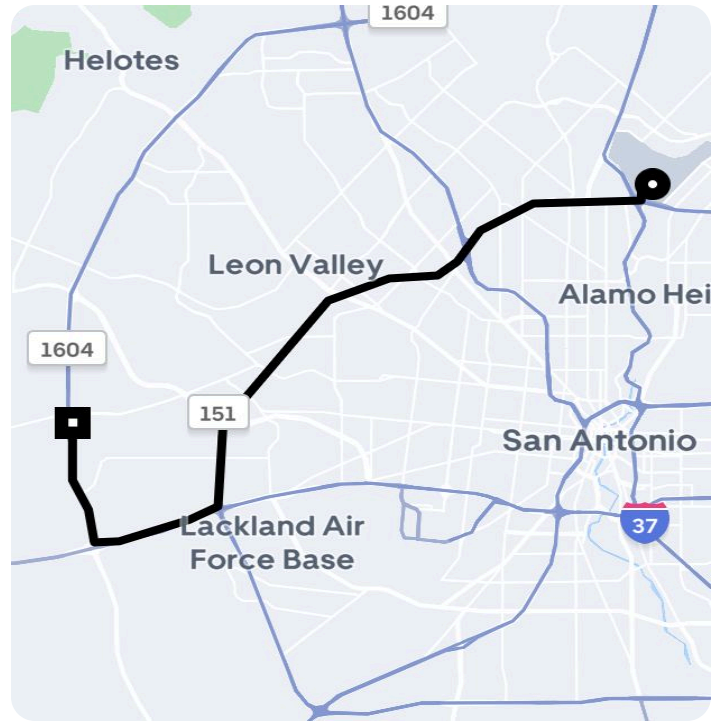 1604
Helotes
Leon Valley
Alamo Hei
1604
151
San Antonio
Lackland Air
Force Base
37